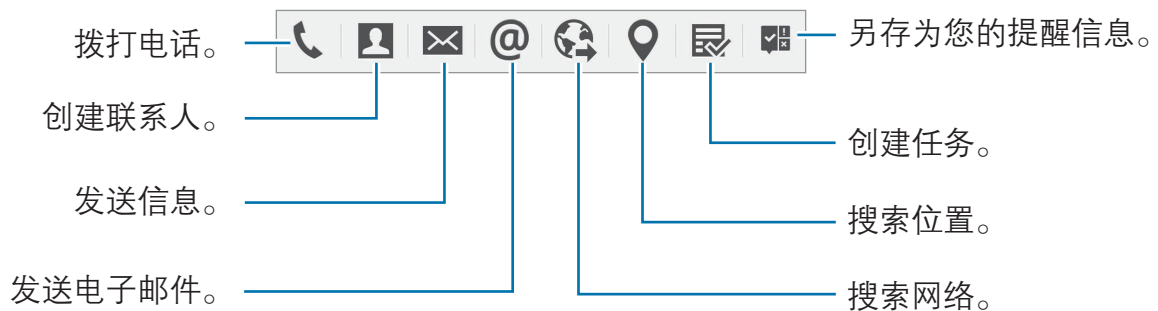 拨打电话。
另存为您的提醒信息。
创建联系人。
创建任务。
发送信息。
搜索位置。
发送电子邮件。
搜索网络。